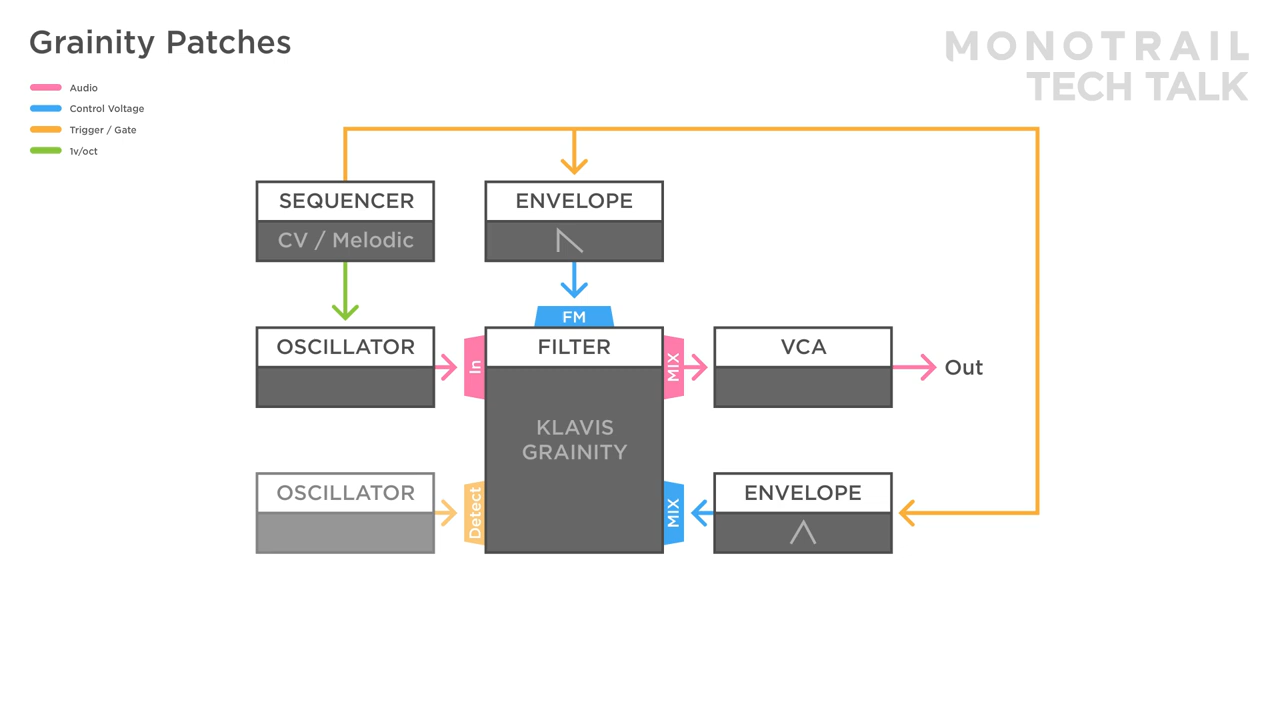 Grainity Patches
MONOTRAIL
TECH TALK
Audio
Control Voltage
Trigger / Gate
1v/oct
SEQUENCER
CV / Melodic
ENVELOPE
FM
OSCILLATOR
In
FILTER
KLAVIS
GRAINITY
MIX
VCA
Out
OSCILLATOR
Detect
MIX
ENVELOPE